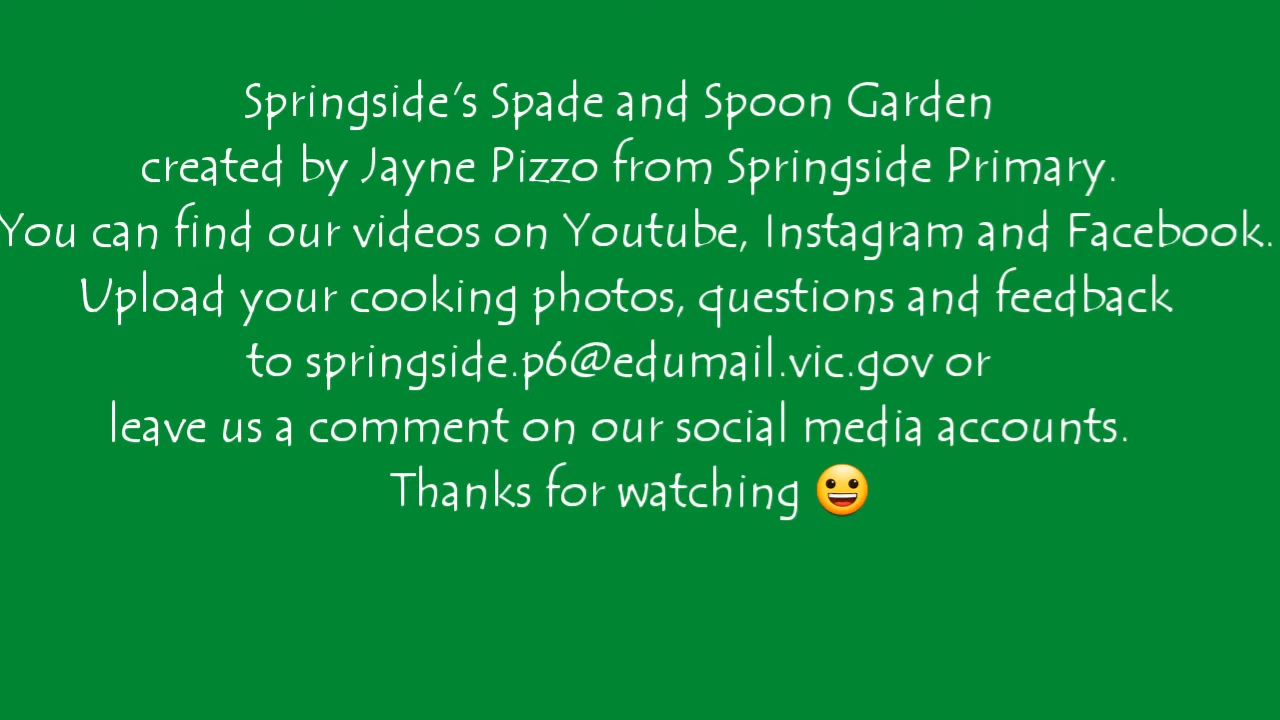 Springside's Spade and Spoon Garden
created by Jayne Pizzo from Springside Primary.
You can find our videos on Youtube, Instagram and Facebook.
Upload your cooking photos, questions and feedback
to springside.p6@edumail.vic.gov or
leave us a comment on our social media accounts.
Thanks for watching 😀